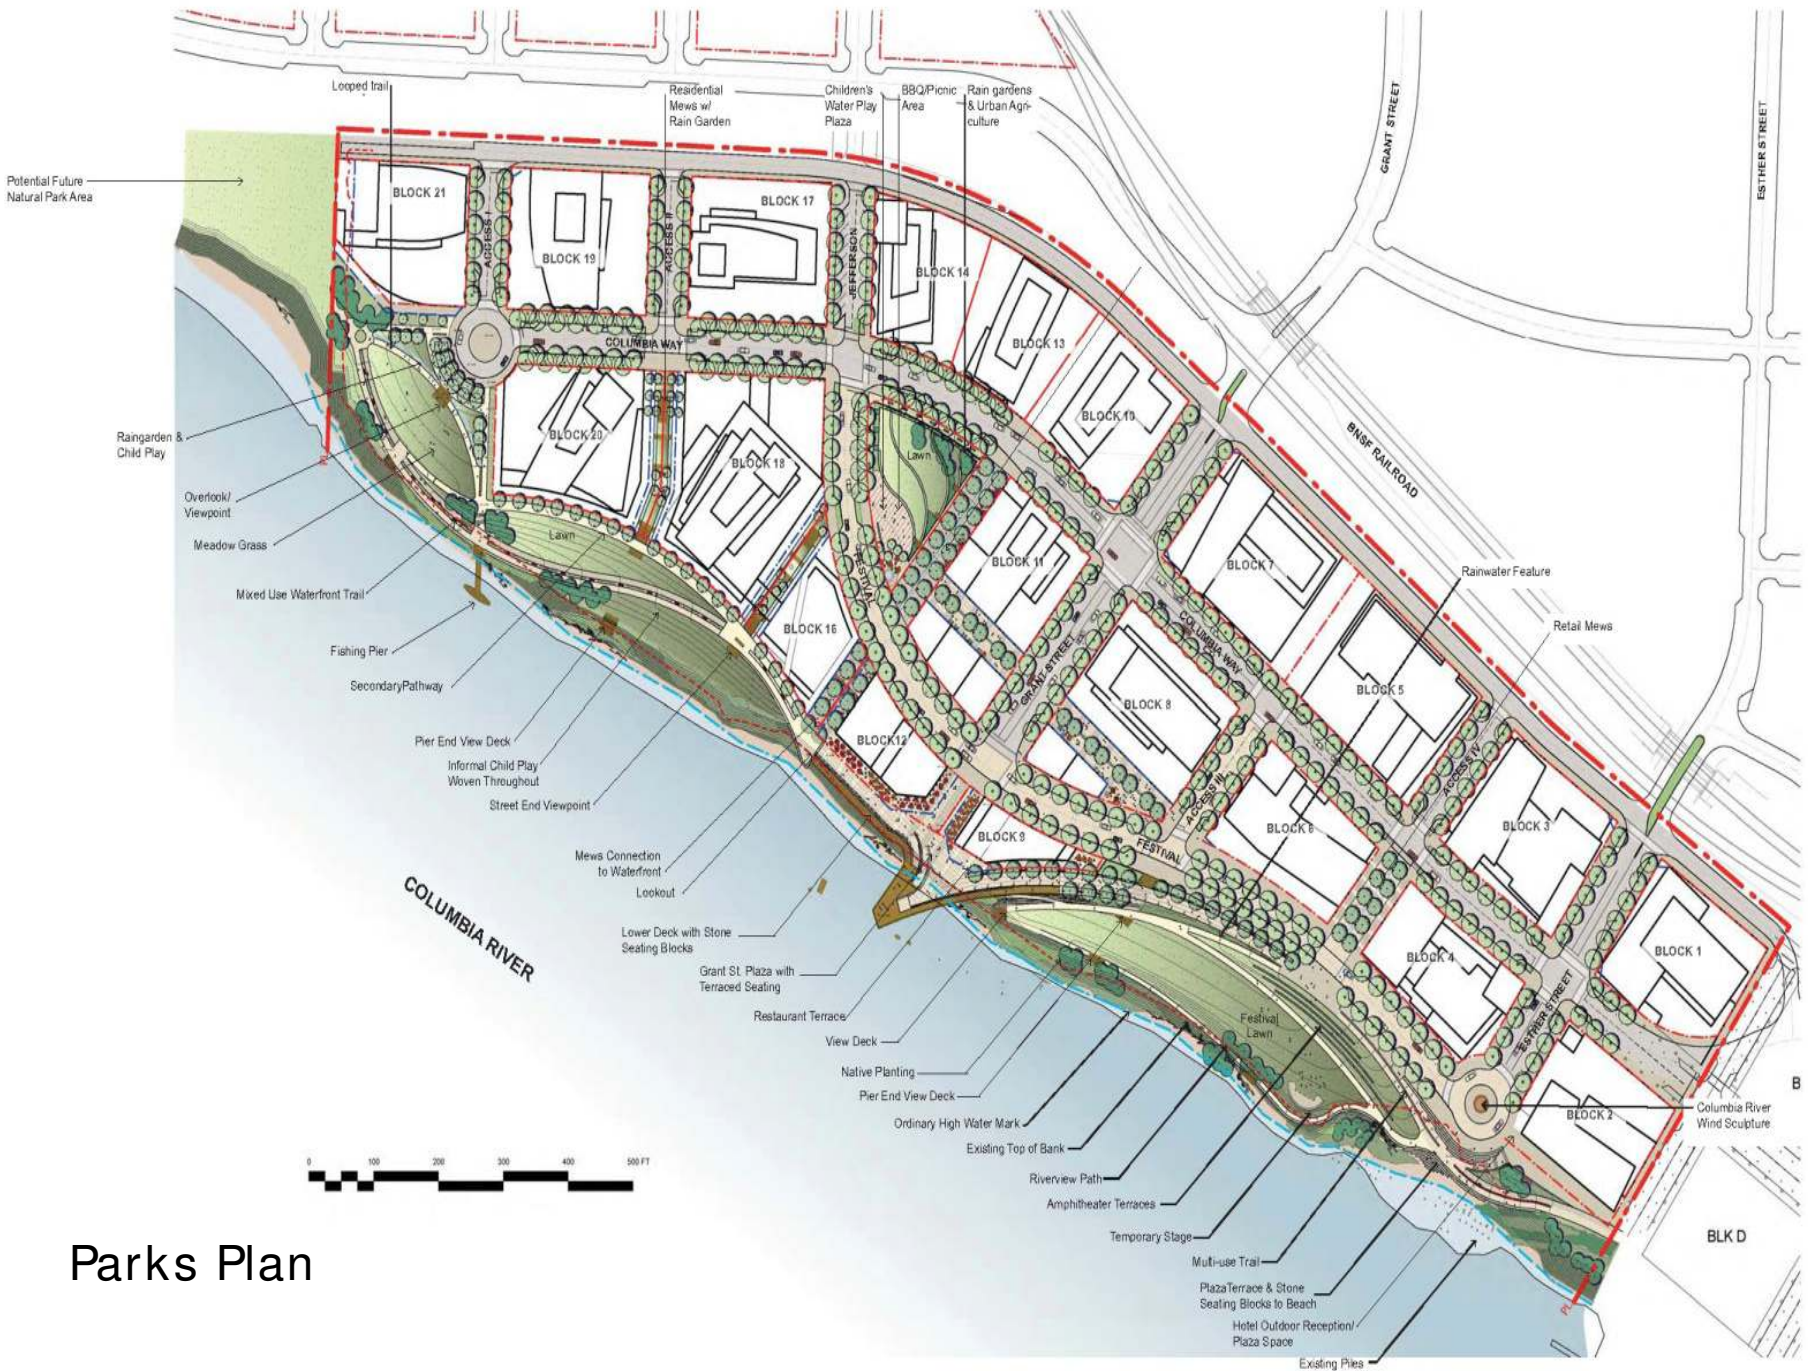 GRANT STREET
ESTHER STREET
Looped trail
Residential
Mews w/
Rain Garden
Children's
Water Play
Plaza
BBQ/Picnic
Area
Rain gardens
& Urban Agri-
culture
Potential Future
Natural Park Area
BLOCK 21
ACCESS I
BLOCK 19
ACCESS II
BLOCK 17
JEFFERSON
BLOCK 14
BLOCK 13
BLOCK 10
COLUMBIA WAY
BNSF RAILROAD
BLOCK 20
BLOCK 18
Lawn
BLOCK 11
BLOCK 7
FESTIVAL
Lawn
BLOCK 16
GRANT STREET
COLUMBIA WAY
Rainwater Feature
Retail Mews
BLOCK 8
BLOCK 5
BLOCK12
ACCESS III
ACCESS IV
BLOCK 9
FESTIVAL
BLOCK 6
BLOCK 3
BLOCK 4
BLOCK 1
ESTHER STREET
BLOCK 2
Festival
Lawn
Columbia River
Wind Sculpture
B
BLK D
Raingarden &
Child Play
Overlook/
Viewpoint
Meadow Grass
Mixed Use Waterfront Trail
Fishing Pier
SecondaryPathway
Pier End View Deck
Informal Child Play
Woven Throughout
Street End Viewpoint
Mews Connection
to Waterfront
Lookout
Lower Deck with Stone
Seating Blocks
Grant St. Plaza with
Terraced Seating
Restaurant Terrace
View Deck
Native Planting
Pier End View Deck
Ordinary High Water Mark
Existing Top of Bank
Riverview Path
Amphitheater Terraces
Temporary Stage
Multi-use Trail
PlazaTerrace & Stone
Seating Blocks to Beach
Hotel Outdoor Reception/
Plaza Space
Existing Piles
COLUMBIA RIVER
PL
PL
0 100 200 300 400 500 FT
Parks Plan